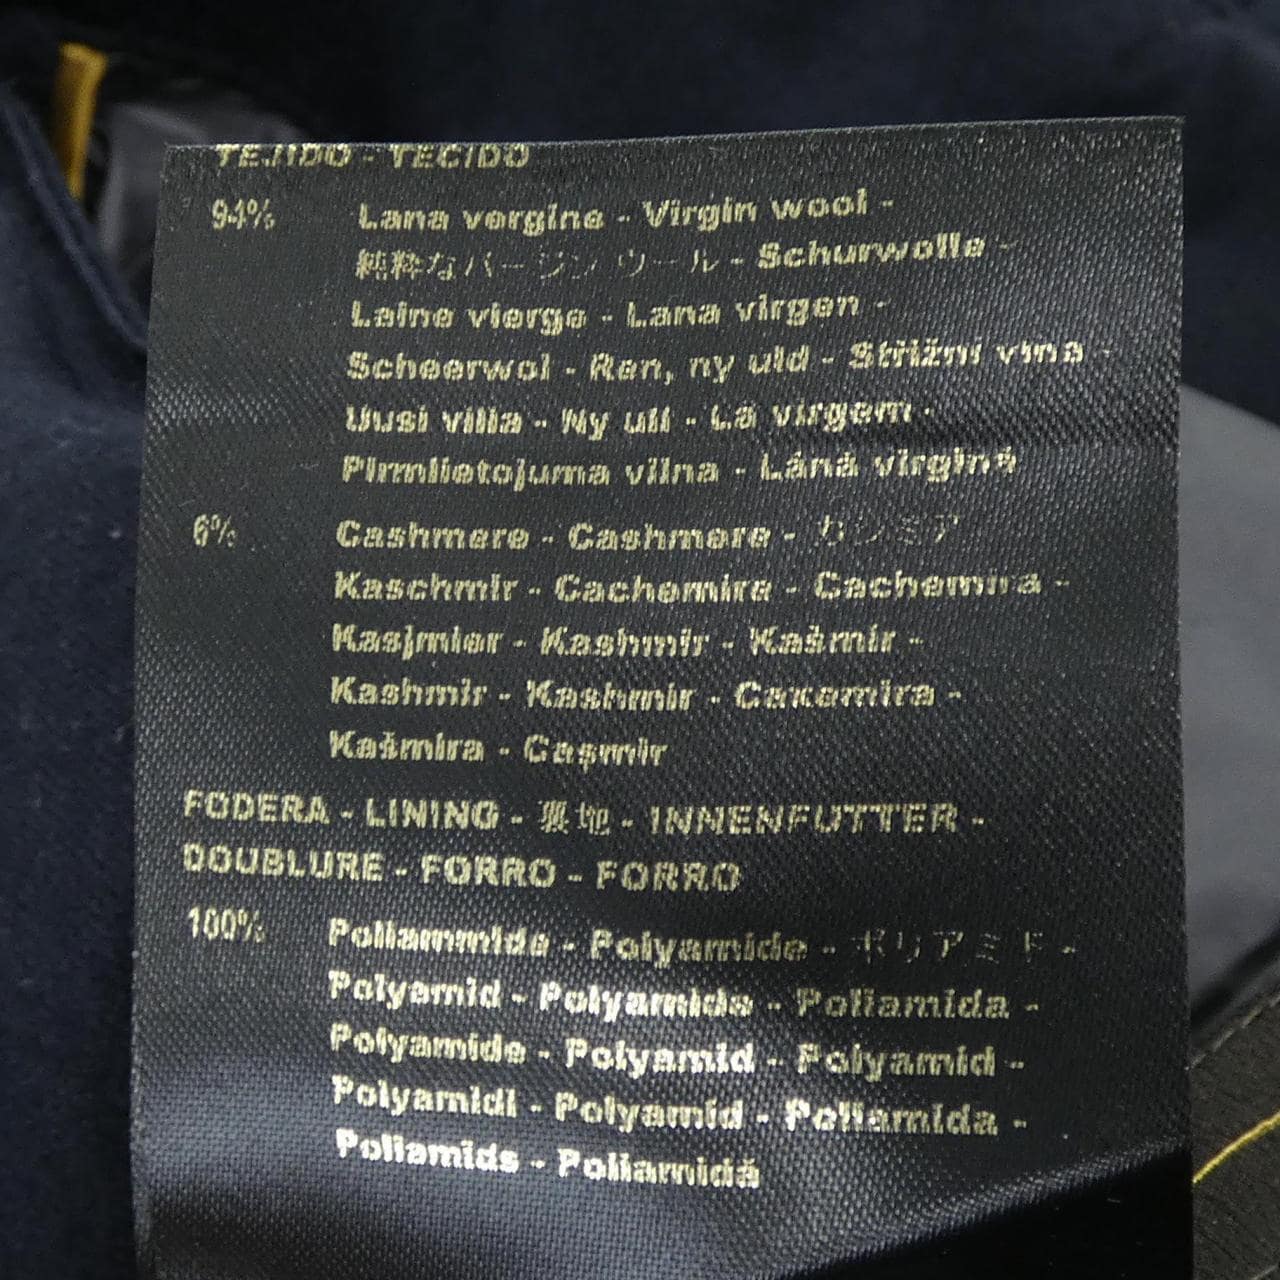 TEJIDO - TECIDO
94% Lana vergine - Virgin wool -
純粋なバージン ウール - Schurwolle -
Laine vierge - Lana virgen -
Scheerwol - Ren, ny uld - Střižní vlna -
Uusi villa - Ny ull - Lã virgem -
Pirmlietojuma vilna - Lână virgină
6% Cashmere - Cashmere - カシミア
Kaschmir - Cachemire - Cachemira -
Kasjmier - Kashmir - Kašmír -
Kashmir - Kashmir - Caxemira -
Kašmira - Caşmir
FODERA - LINING - 裏地 - INNENFUTTER -
DOUBLURE - FORRO - FORRO
100% Poliammide - Polyamide - ポリアミド -
Polyamid - Polyamide - Poliamida -
Polyamide - Polyamid - Polyamid -
Polyamidi - Polyamid - Poliamida -
Poliamīds - Poliamidă